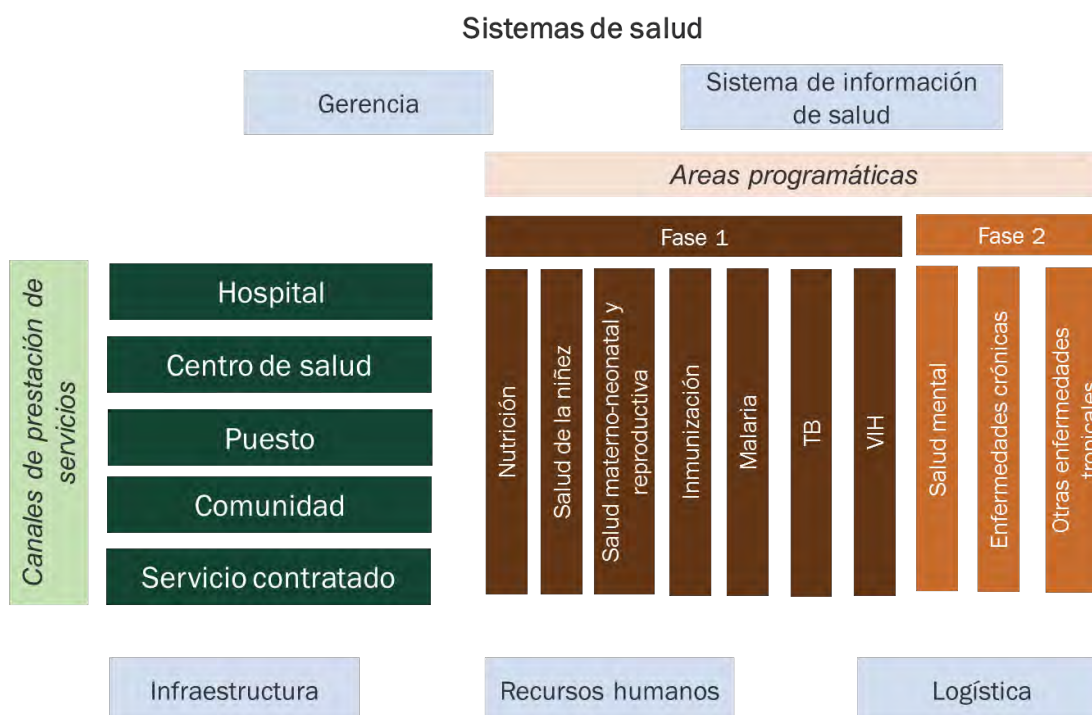 Sistemas de salud
Gerencia
Sistema de información
de salud
Areas programáticas
Fase 1
Fase 2
Canales de prestación de
servicios
Hospital
Centro de salud
Puesto
Comunidad
Servicio contratado
Nutrición
Salud de la niñez
Salud materno-neonatal y
reproductiva
Inmunización
Malaria
TB
VIH
Salud mental
Enfermedades crónicas
Otras enfermedades
tropicales
Infraestructura
Recursos humanos
Logística